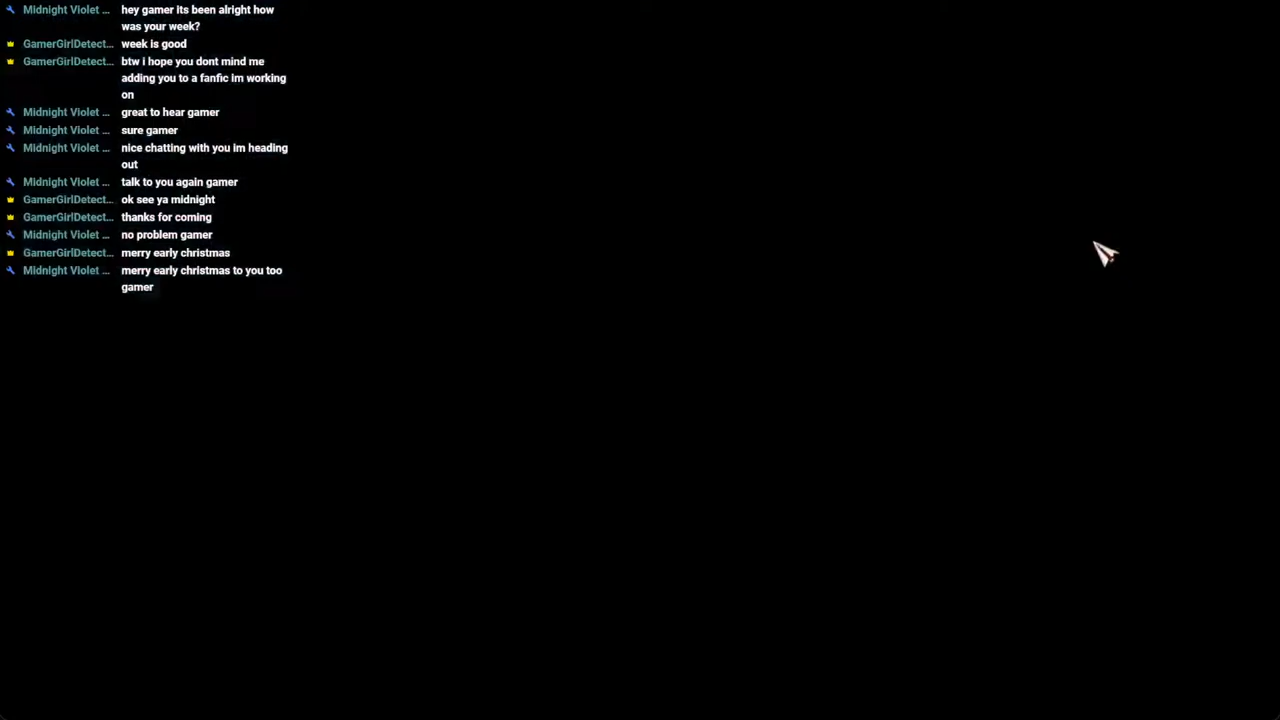 Midnight Violet ... hey gamer its been alright how
was your week?
GamerGirlDetect... week is good
GamerGirlDetect... btw i hope you dont mind me
adding you to a fanfic im working
on
Midnight Violet ... great to hear gamer
Midnight Violet ... sure gamer
Midnight Violet ... nice chatting with you im heading
out
Midnight Violet ... talk to you again gamer
GamerGirlDetect... ok see ya midnight
GamerGirlDetect... thanks for coming
Midnight Violet ... no problem gamer
GamerGirlDetect... merry early christmas
Midnight Violet ... merry early christmas to you too
gamer